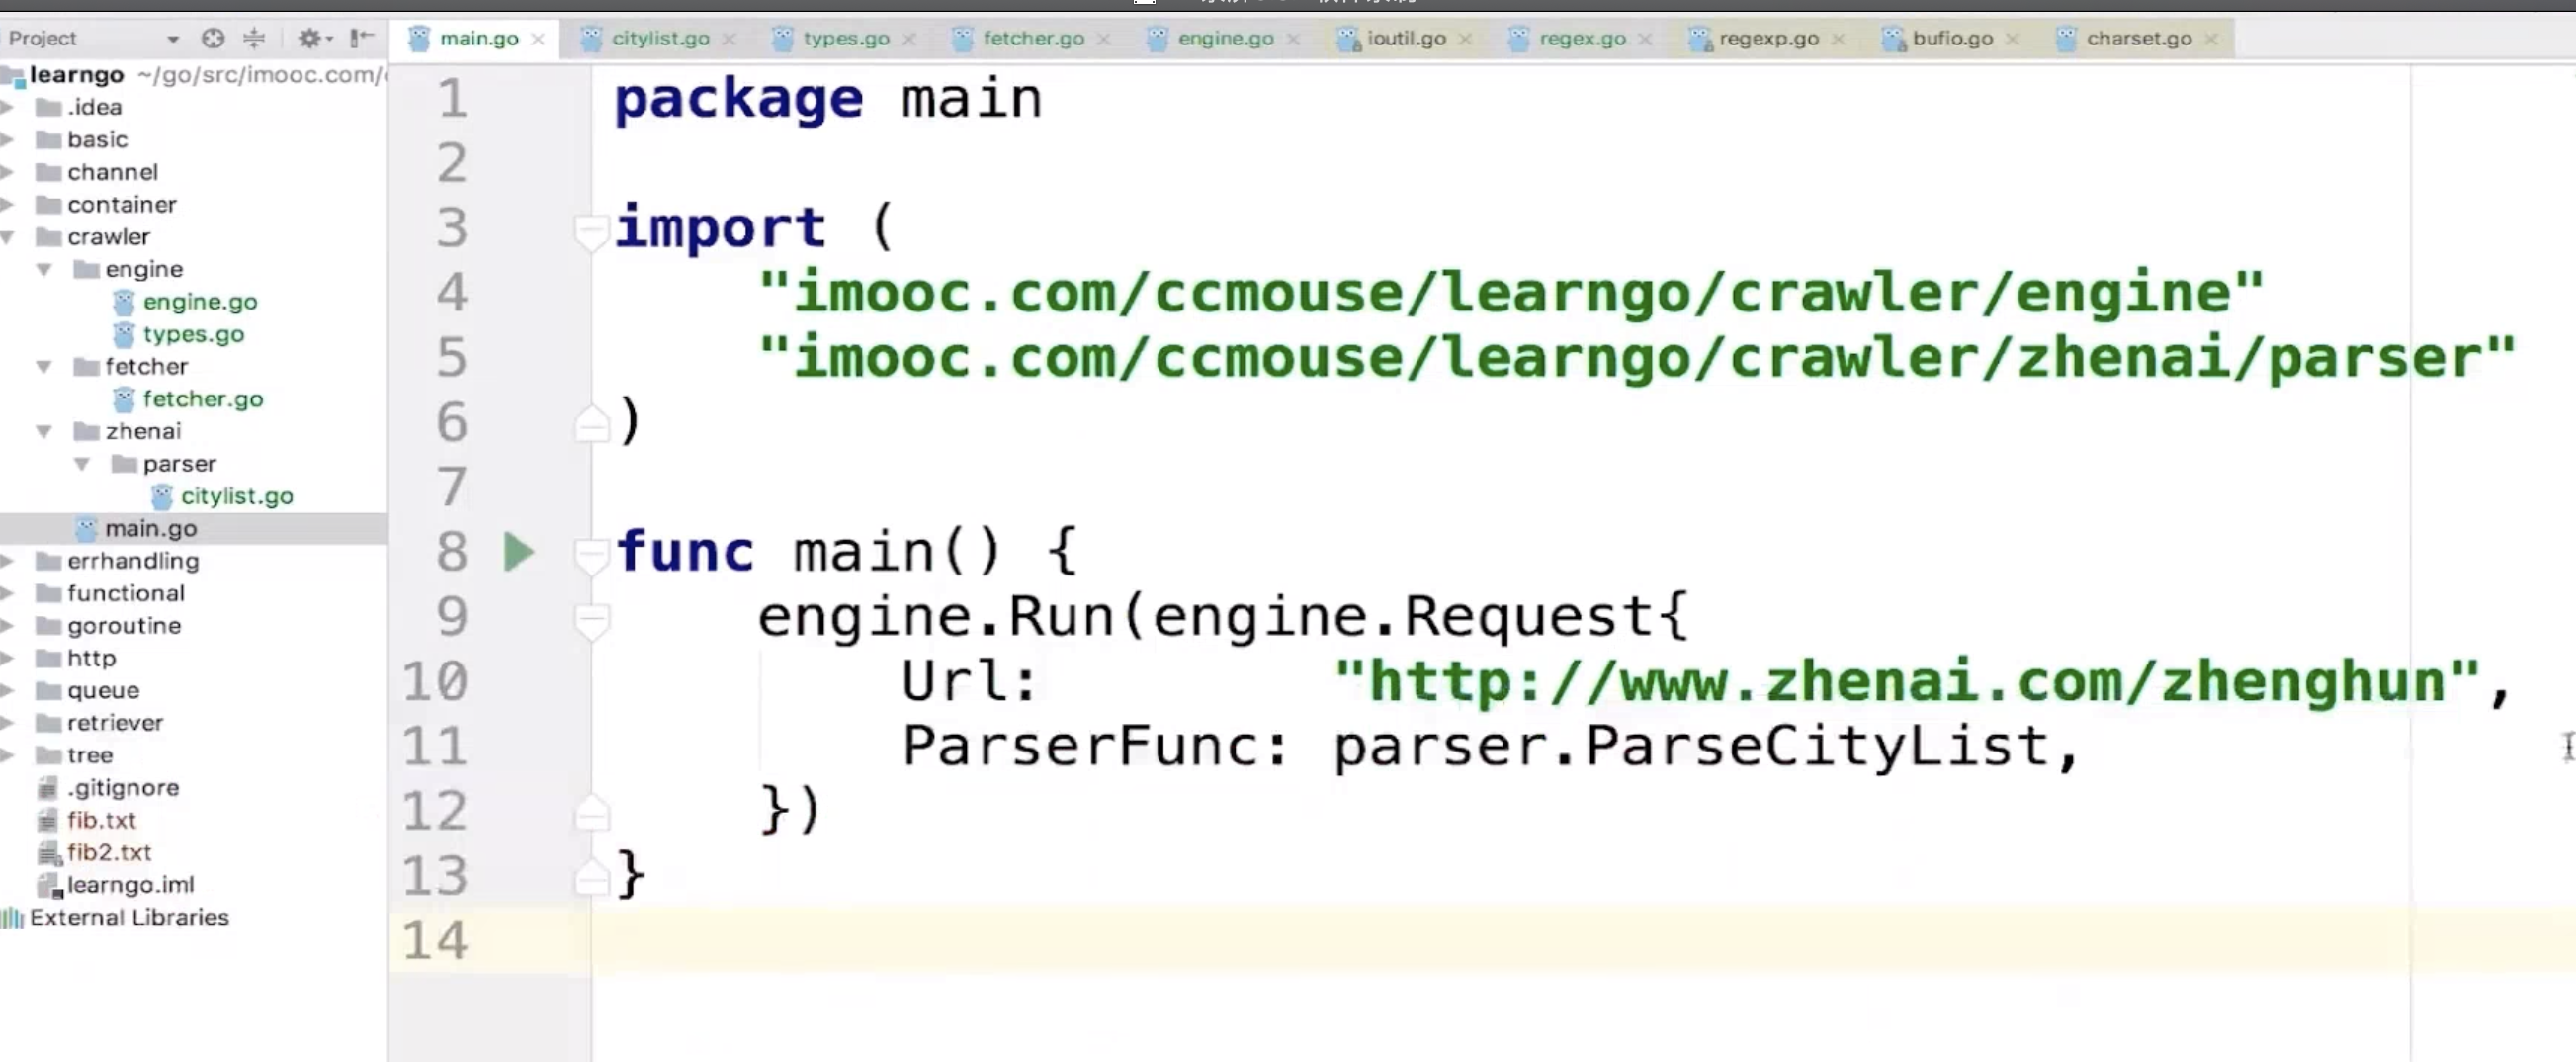 Project
main.go
citylist.go
types.go
fetcher.go
engine.go
ioutil.go
regex.go
regexp.go
bufio.go
charset.go
learngo ~/go/src/imooc.com/
.idea
basic
channel
container
crawler
engine
engine.go
types.go
fetcher
fetcher.go
zhenai
parser
citylist.go
main.go
errhandling
functional
goroutine
http
queue
retriever
tree
.gitignore
fib.txt
fib2.txt
learngo.iml
External Libraries
1 package main
2
3 import (
4 "imooc.com/ccmouse/learngo/crawler/engine"
5 "imooc.com/ccmouse/learngo/crawler/zhenai/parser"
6 )
7
8 func main() {
9 engine.Run(engine.Request{
10 Url: "http://www.zhenai.com/zhenghun",
11 ParserFunc: parser.ParseCityList,
12 })
13 }
14